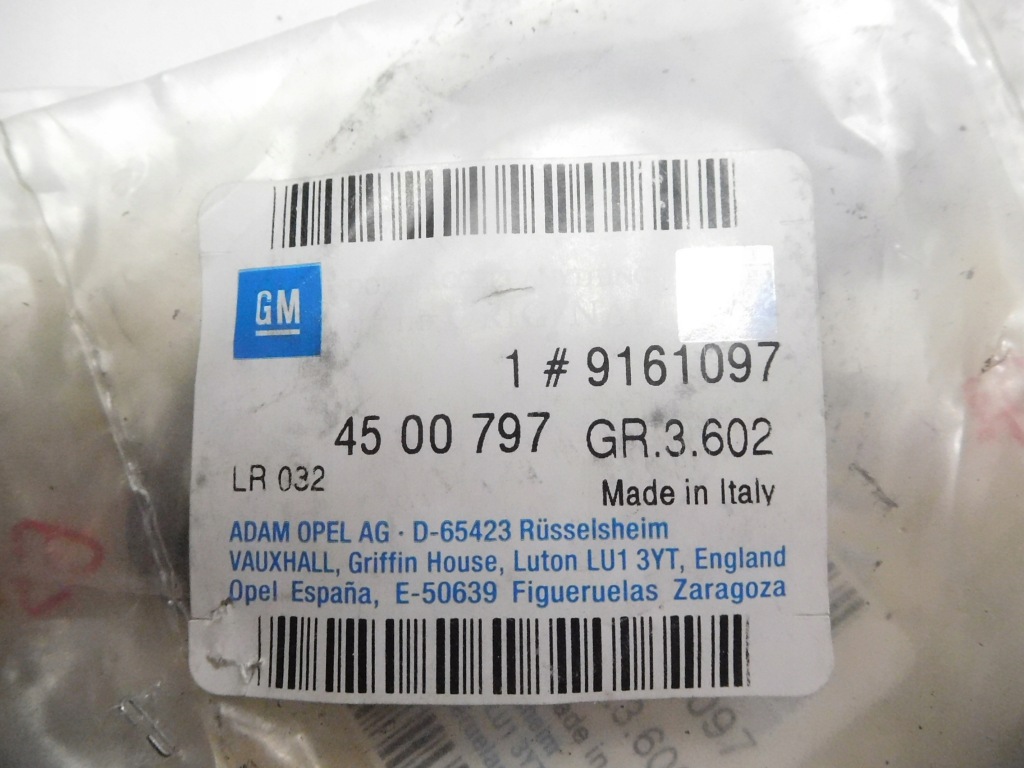 GM
1 # 9161097
45 00 797 GR.3.602
LR 032
Made in Italy
ADAM OPEL AG · D-65423 Rüsselsheim
VAUXHALL, Griffin House, Luton LU1 3YT, England
Opel España, E-50639 Figueruelas Zaragoza